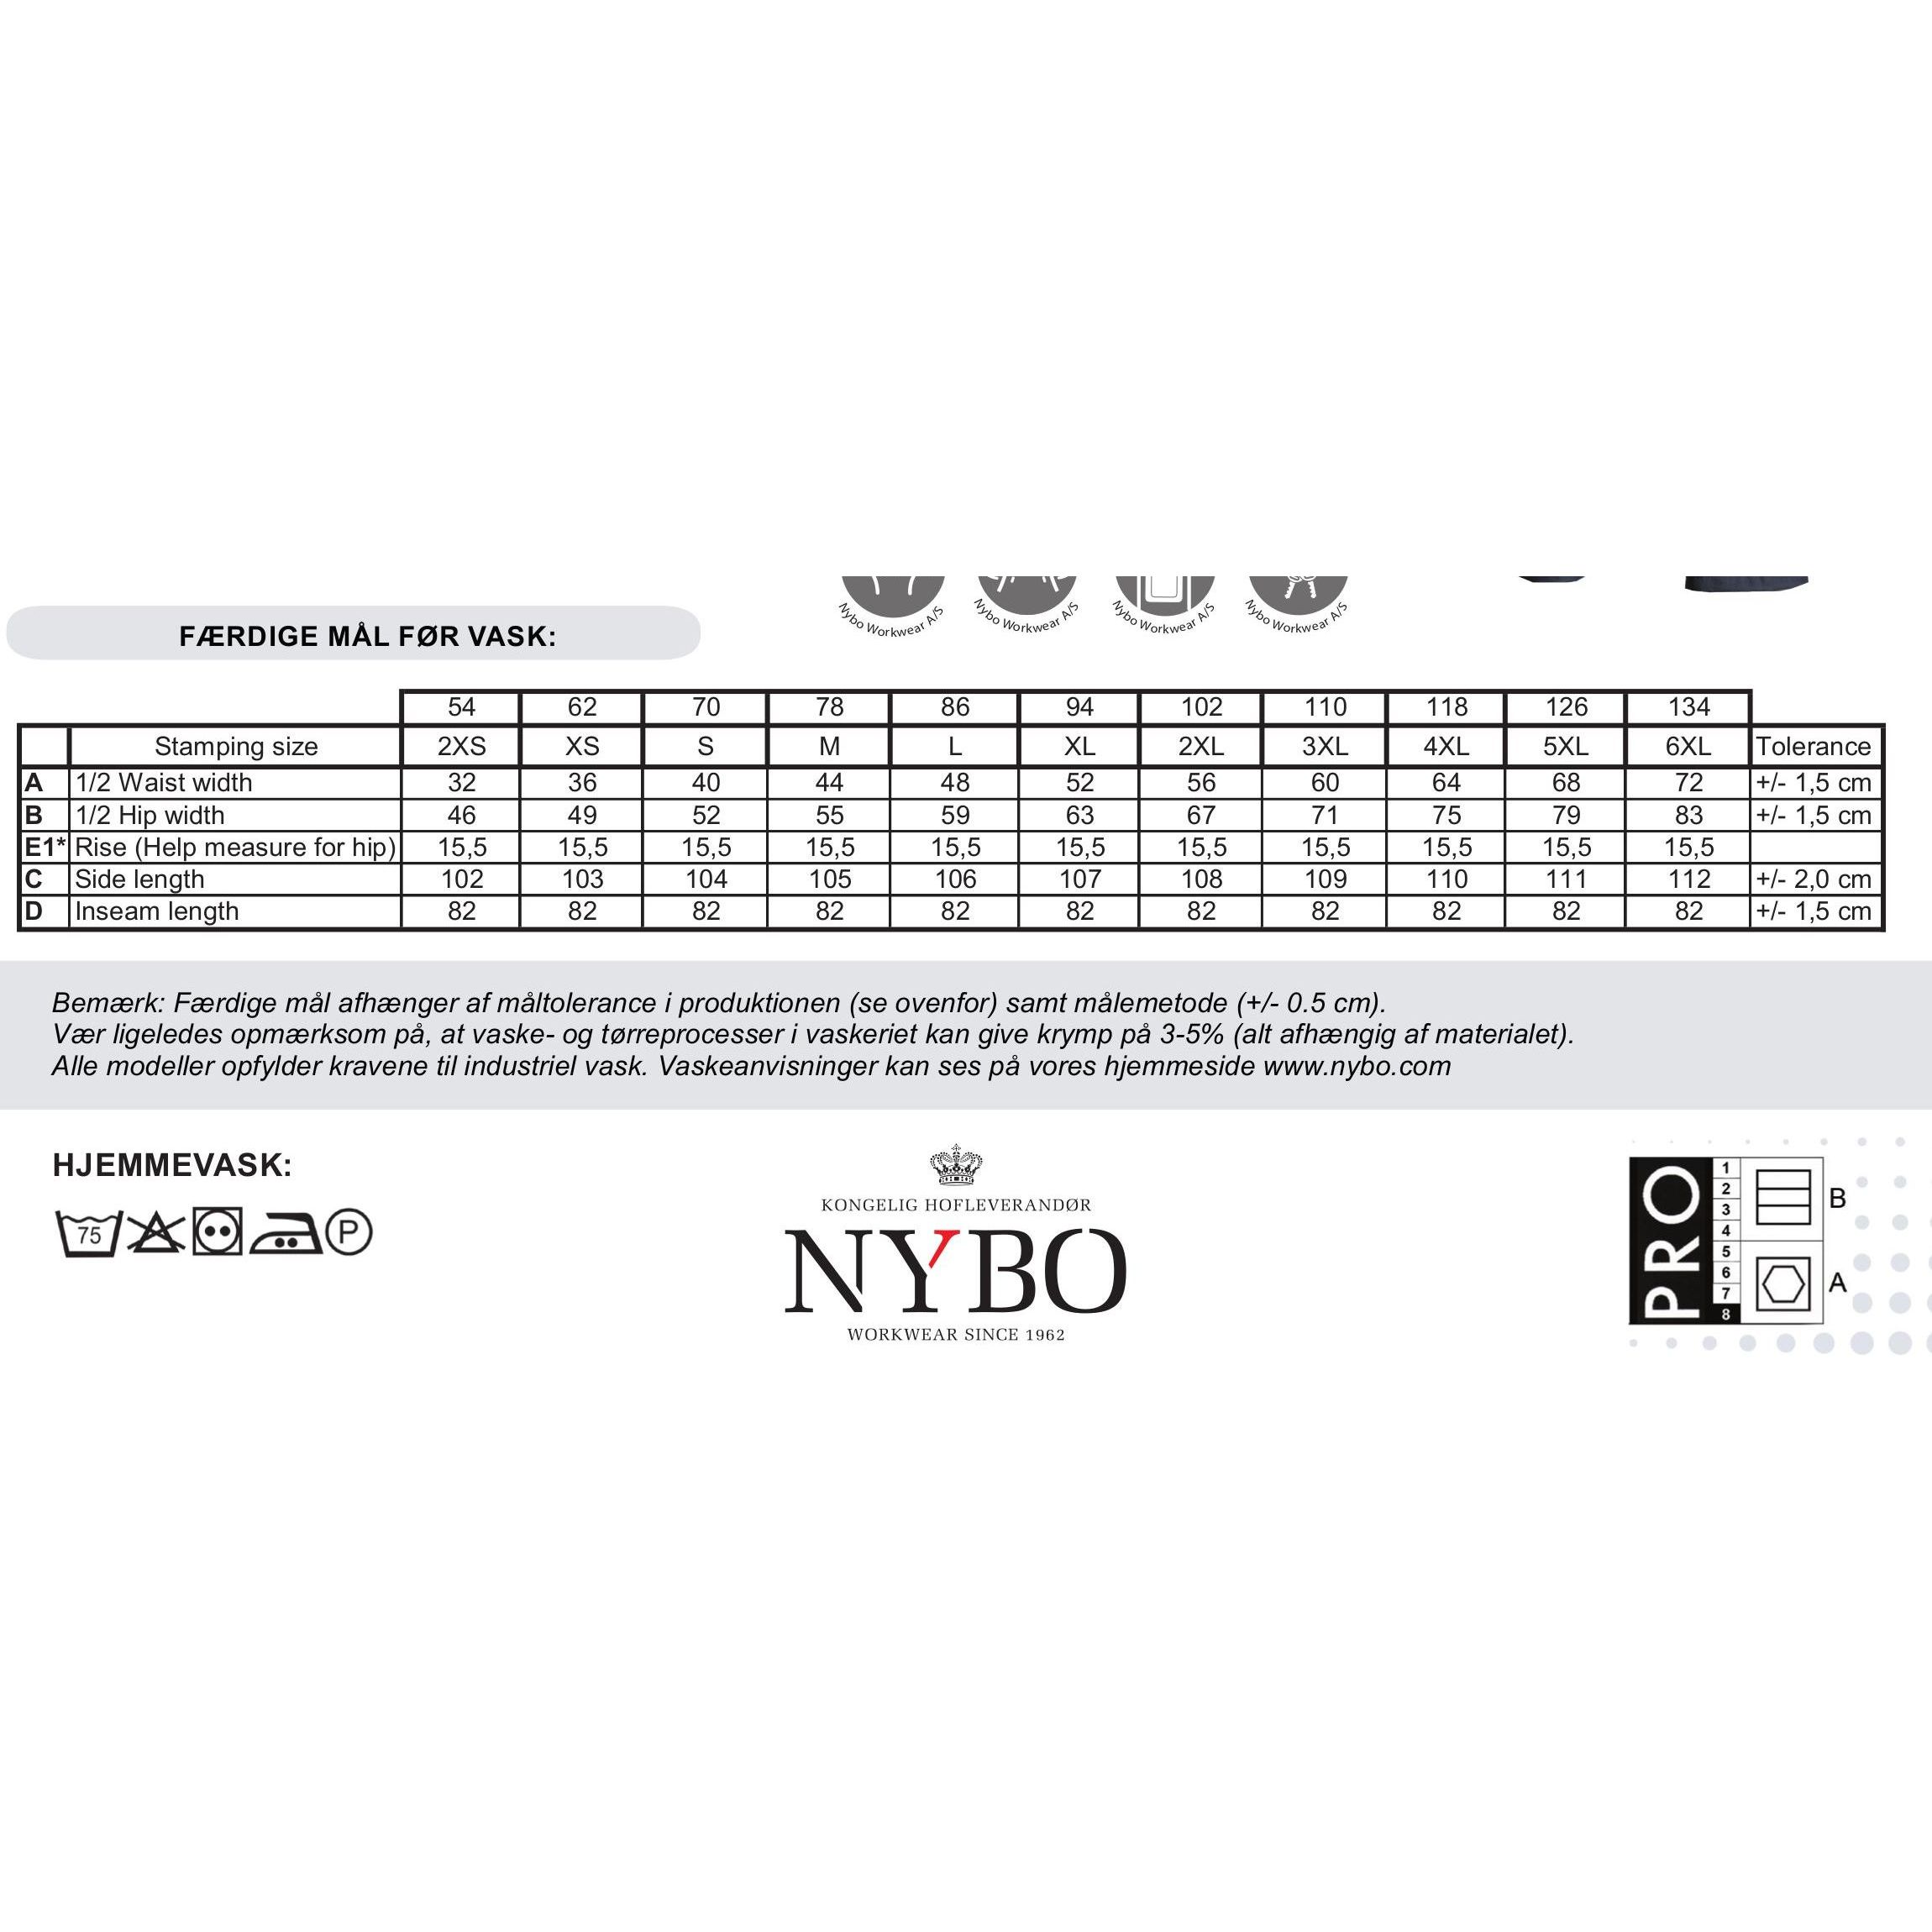 Nybo Workwear A/S Nybo Workwear A/S Nybo Workwear A/S Nybo Workwear A/S
FÆRDIGE MÅL FØR VASK:
54 62 70 78 86 94 102 110 118 126 134
Stamping size 2XS XS S M L XL 2XL 3XL 4XL 5XL 6XL Tolerance
A 1/2 Waist width 32 36 40 44 48 52 56 60 64 68 72 +/- 1,5 cm
B 1/2 Hip width 46 49 52 55 59 63 67 71 75 79 83 +/- 1,5 cm
E1* Rise (Help measure for hip) 15,5 15,5 15,5 15,5 15,5 15,5 15,5 15,5 15,5 15,5 15,5
C Side length 102 103 104 105 106 107 108 109 110 111 112 +/- 2,0 cm
D Inseam length 82 82 82 82 82 82 82 82 82 82 82 +/- 1,5 cm
Bemærk: Færdige mål afhænger af måltolerance i produktionen (se ovenfor) samt målemetode (+/- 0.5 cm).
Vær ligeledes opmærksom på, at vaske- og tørreprocesser i vaskeriet kan give krymp på 3-5% (alt afhængig af materialet).
Alle modeller opfylder kravene til industriel vask. Vaskeanvisninger kan ses på vores hjemmeside www.nybo.com
HJEMMEVASK:
75 P
KONGELIG HOFLEVERANDØR
NYBO
WORKWEAR SINCE 1962
PRO
1
2
3
4
5
6
7
8
B
A